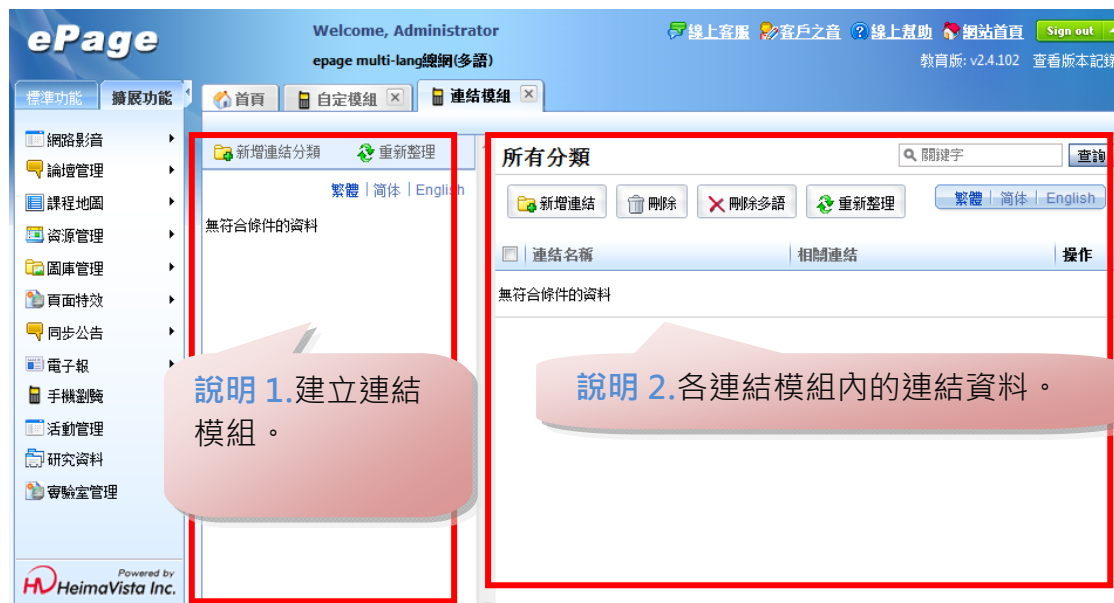 ePage
Welcome, Administrator
epage multi-lang總網(多語)
線上客服 客戶之音 線上幫助 網站首頁 Sign out
教育版: v2.4.102 查看版本記錄
標準功能 擴展功能
首頁 自定模組 連結模組
網路影音
論壇管理
課程地圖
資源管理
圖庫管理
頁面特效
同步公告
電子報
手機瀏覽
活動管理
研究資料
實驗室管理
Powered by
HeimaVista Inc.
新增連結分類 重新整理
繁體 | 简体 | English
無符合條件的資料
說明 1.建立連結
模組。
所有分類
關鍵字 查詢
新增連結 刪除 刪除多語 重新整理 繁體 | 简体 | English
連結名稱 相關連結 操作
無符合條件的資料
說明 2.各連結模組內的連結資料。